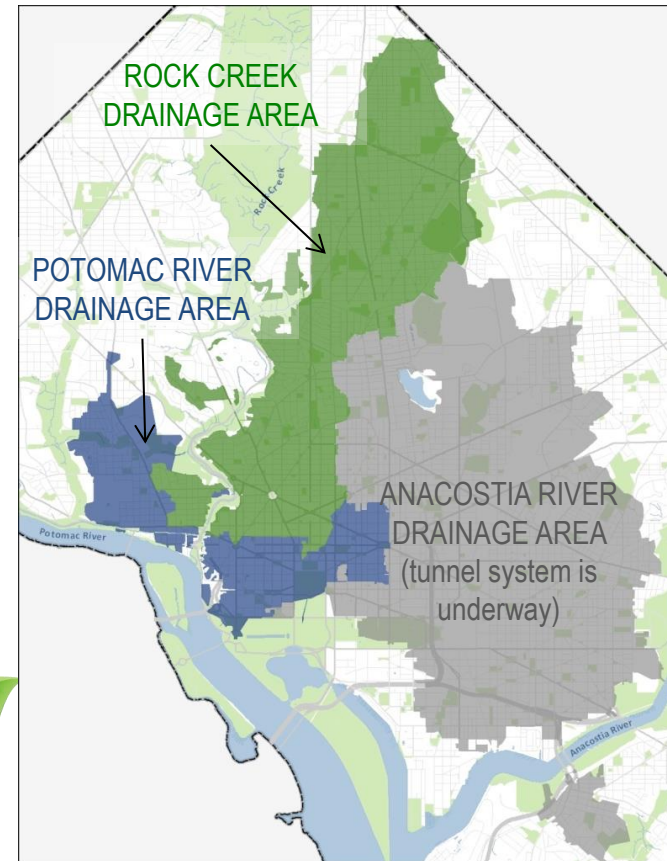 ROCK CREEK
DRAINAGE AREA
Rock Creek
POTOMAC RIVER
DRAINAGE AREA
ANACOSTIA RIVER
DRAINAGE AREA
(tunnel system is
underway)
Potomac River
Anacostia River